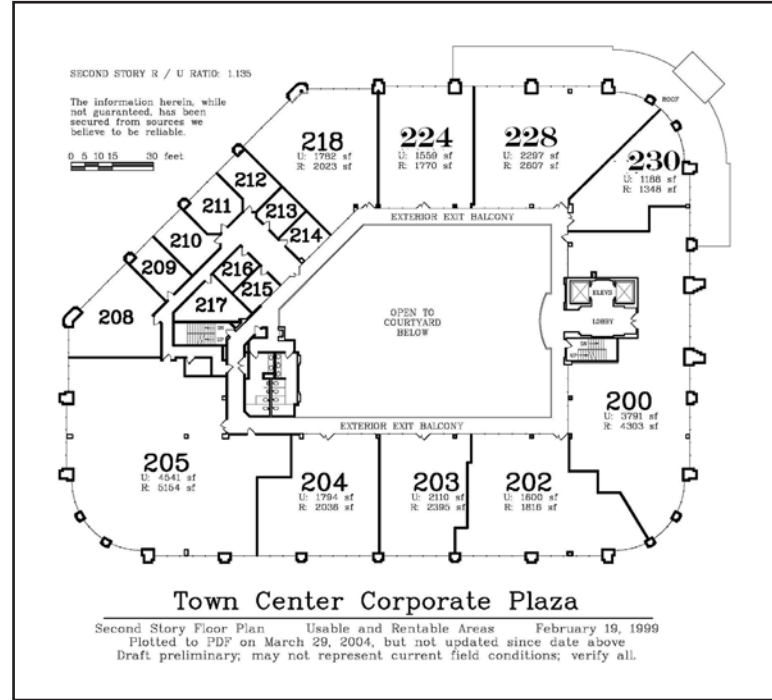 SECOND STORY R / U RATIO: 1.135
The information herein, while
not guaranteed, has been
secured from sources we
believe to be reliable.
0 5 10 15 30 feet
ROOF
218
U: 1782 sf
R: 2023 sf
224
U: 1559 sf
R: 1770 sf
228
U: 2297 sf
R: 2607 sf
230
U: 1188 sf
R: 1348 sf
212
211
213
210
214
209
216
215
217
208
EXTERIOR EXIT BALCONY
OPEN TO
COURTYARD
BELOW
ELEVS
LOBBY
DN
UP
DN
UP
200
U: 3791 sf
R: 4303 sf
EXTERIOR EXIT BALCONY
205
U: 4541 sf
R: 5154 sf
204
U: 1794 sf
R: 2036 sf
203
U: 2110 sf
R: 2395 sf
202
U: 1600 sf
R: 1816 sf
Town Center Corporate Plaza
Second Story Floor Plan Usable and Rentable Areas February 19, 1999
Plotted to PDF on March 29, 2004, but not updated since date above
Draft preliminary; may not represent current field conditions; verify all.